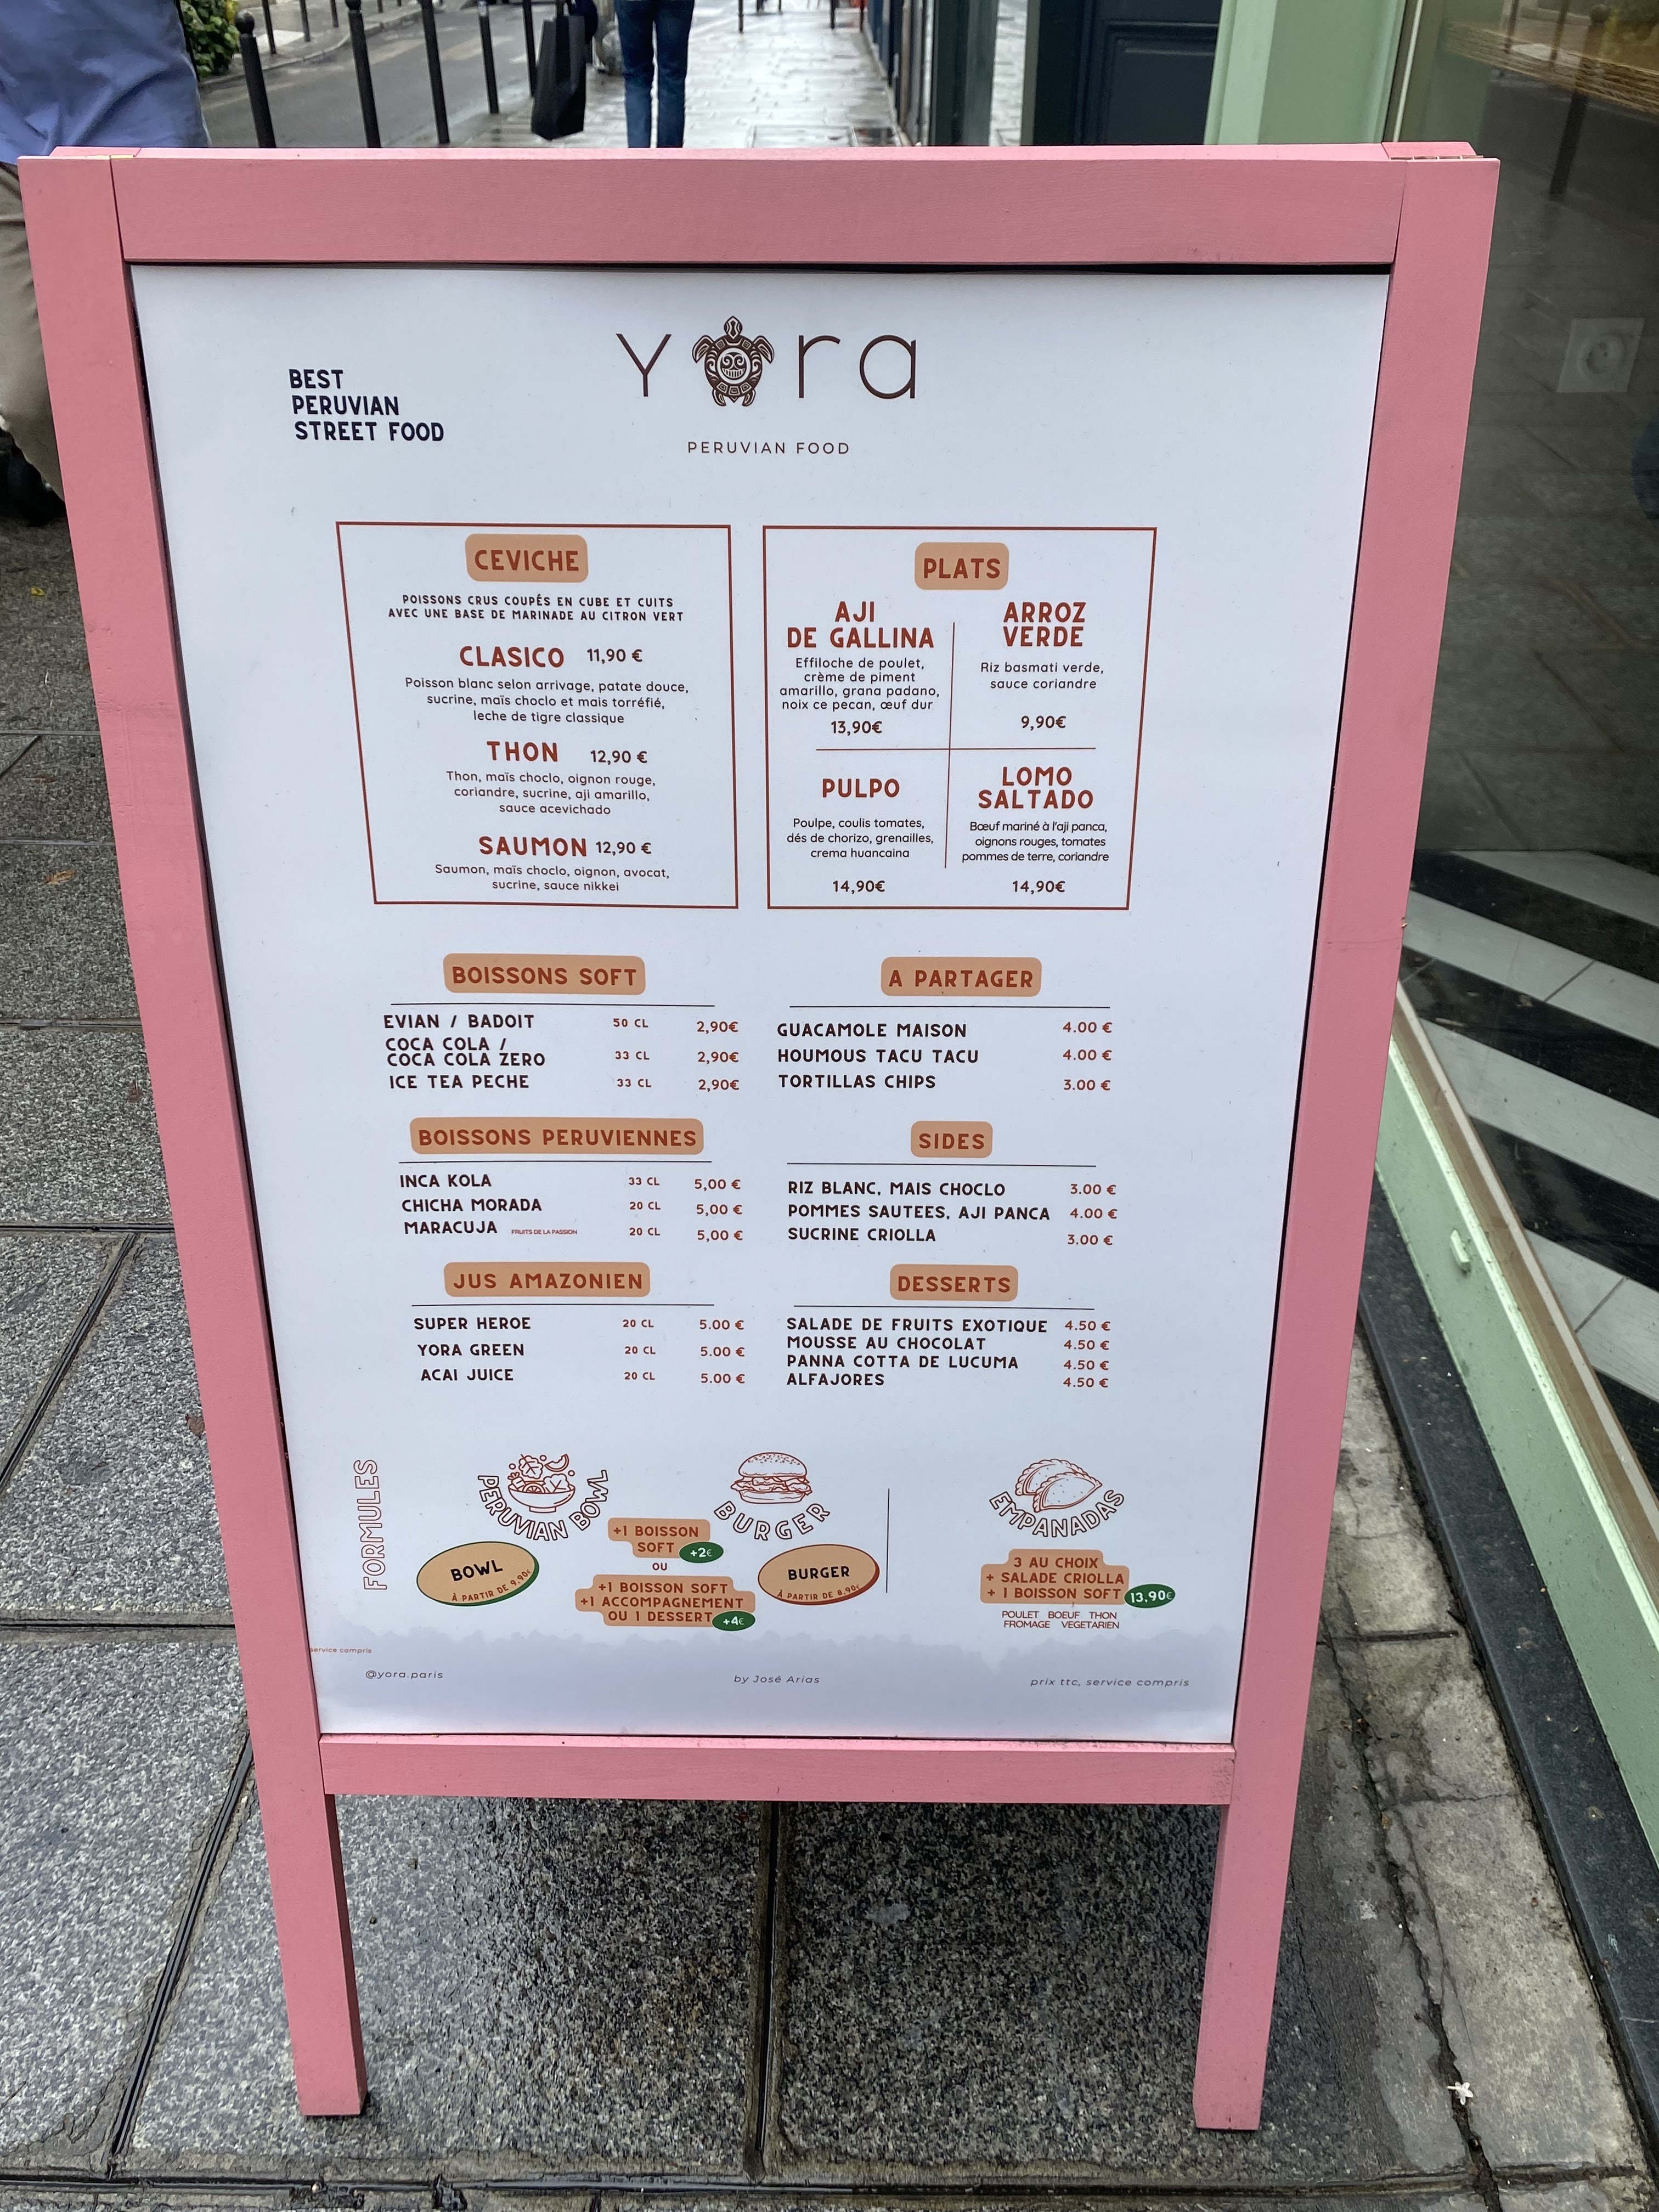 BEST
PERUVIAN
STREET FOOD
Yora
PERUVIAN FOOD
CEVICHE
POISSONS CRUS COUPÉS EN CUBE ET CUITS
AVEC UNE BASE DE MARINADE AU CITRON VERT
CLASICO 11,90 €
Poisson blanc selon arrivage, patate douce,
sucrine, maïs choclo et mais torréfié,
leche de tigre classique
THON 12,90 €
Thon, maïs choclo, oignon rouge,
coriandre, sucrine, aji amarillo,
sauce acevichado
SAUMON 12,90 €
Saumon, maïs choclo, oignon, avocat,
sucrine, sauce nikkei
PLATS
AJI
DE GALLINA
Effiloche de poulet,
crème de piment
amarillo, grana padano,
noix ce pecan, œuf dur
13,90€
ARROZ
VERDE
Riz basmati verde,
sauce coriandre
9,90€
PULPO
Poulpe, coulis tomates,
dés de chorizo, grenailles,
crema huancaina
14,90€
LOMO
SALTADO
Bœuf mariné à l'aji panca,
oignons rouges, tomates
pommes de terre, coriandre
14,90€
BOISSONS SOFT
EVIAN / BADOIT 50 CL 2,90€
COCA COLA /
COCA COLA ZERO 33 CL 2,90€
ICE TEA PECHE 33 CL 2,90€
A PARTAGER
GUACAMOLE MAISON 4.00 €
HOUMOUS TACU TACU 4.00 €
TORTILLAS CHIPS 3.00 €
BOISSONS PERUVIENNES
INCA KOLA 33 CL 5,00 €
CHICHA MORADA 20 CL 5,00 €
MARACUJA FRUITS DE LA PASSION 20 CL 5,00 €
SIDES
RIZ BLANC, MAIS CHOCLO 3.00 €
POMMES SAUTEES, AJI PANCA 4.00 €
SUCRINE CRIOLLA 3.00 €
JUS AMAZONIEN
SUPER HEROE 20 CL 5.00 €
YORA GREEN 20 CL 5.00 €
ACAI JUICE 20 CL 5.00 €
DESSERTS
SALADE DE FRUITS EXOTIQUE 4.50 €
MOUSSE AU CHOCOLAT 4.50 €
PANNA COTTA DE LUCUMA 4.50 €
ALFAJORES 4.50 €
FORMULES
PERUVIAN BOWL
BOWL
À PARTIR DE 9,90€
+1 BOISSON
SOFT +2€
OU
+1 BOISSON SOFT
+1 ACCOMPAGNEMENT
OU 1 DESSERT +4€
BURGER
BURGER
À PARTIR DE 8,90€
EMPANADAS
3 AU CHOIX
+ SALADE CRIOLLA
+ 1 BOISSON SOFT 13,90€
POULET BOEUF THON
FROMAGE VEGETARIEN
service compris
@yora.paris
by José Arias
prix ttc, service compris